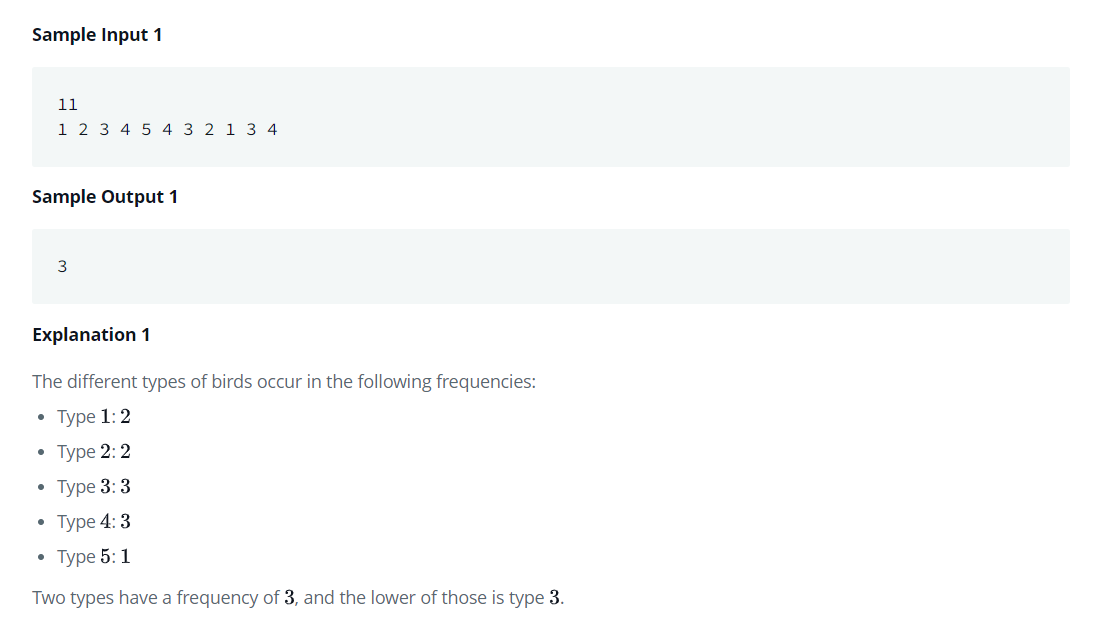 Sample Input 1
11
1 2 3 4 5 4 3 2 1 3 4
Sample Output 1
3
Explanation 1
The different types of birds occur in the following frequencies:
• Type 1: 2
• Type 2: 2
• Type 3: 3
• Type 4: 3
• Type 5: 1
Two types have a frequency of 3, and the lower of those is type 3.